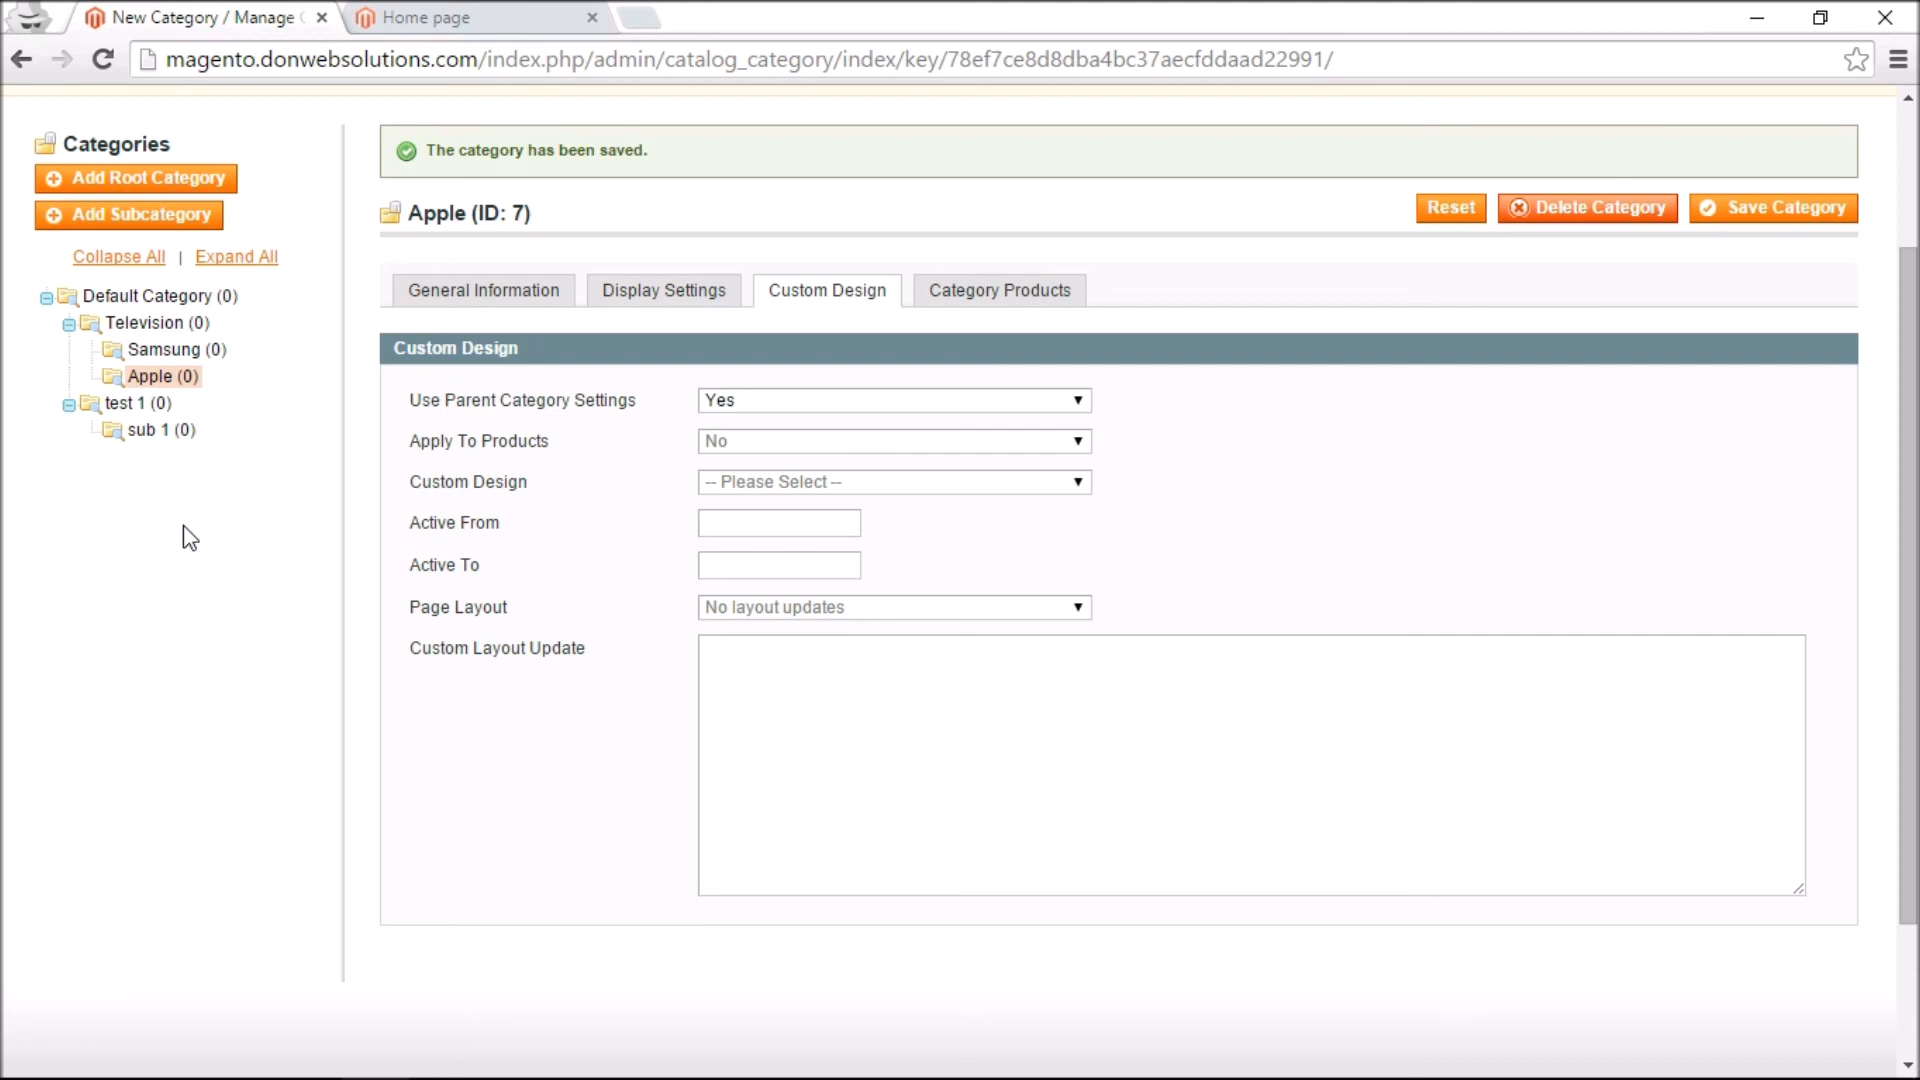 New Category / Manage
Home page
magento.donwebsolutions.com/index.php/admin/catalog_category/index/key/78ef7ce8d8dba4bc37aecfddaad22991/
Categories
Add Root Category
Add Subcategory
Collapse All | Expand All
Default Category (0)
Television (0)
Samsung (0)
Apple (0)
test 1 (0)
sub 1 (0)
The category has been saved.
Apple (ID: 7)
Reset
Delete Category
Save Category
General Information
Display Settings
Custom Design
Category Products
Custom Design
Use Parent Category Settings
Yes
Apply To Products
No
Custom Design
-- Please Select --
Active From
Active To
Page Layout
No layout updates
Custom Layout Update